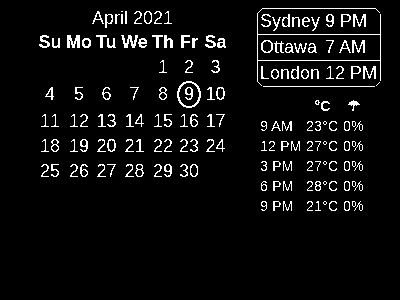 April 2021
Su Mo Tu We Th Fr Sa
1 2 3
4 5 6 7 8 9 10
11 12 13 14 15 16 17
18 19 20 21 22 23 24
25 26 27 28 29 30
Sydney 9 PM
Ottawa 7 AM
London 12 PM
°C ☂
9 AM 23°C 0%
12 PM 27°C 0%
3 PM 27°C 0%
6 PM 28°C 0%
9 PM 21°C 0%